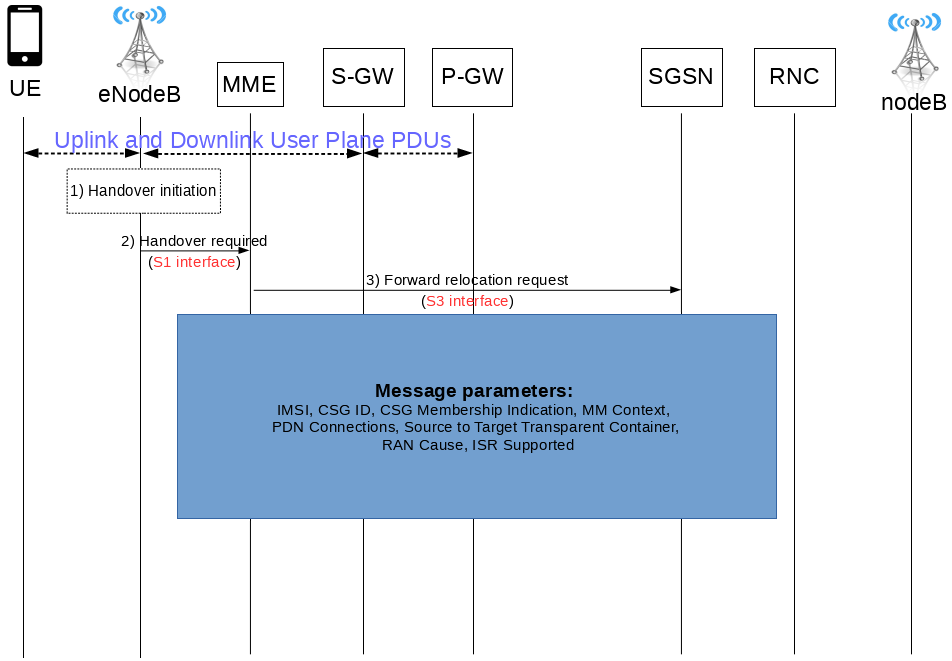 UE
eNodeB
MME
S-GW
P-GW
SGSN
RNC
nodeB
Uplink and Downlink User Plane PDUs
1) Handover initiation
2) Handover required
(S1 interface)
3) Forward relocation request
(S3 interface)
Message parameters:
IMSI, CSG ID, CSG Membership Indication, MM Context,
PDN Connections, Source to Target Transparent Container,
RAN Cause, ISR Supported